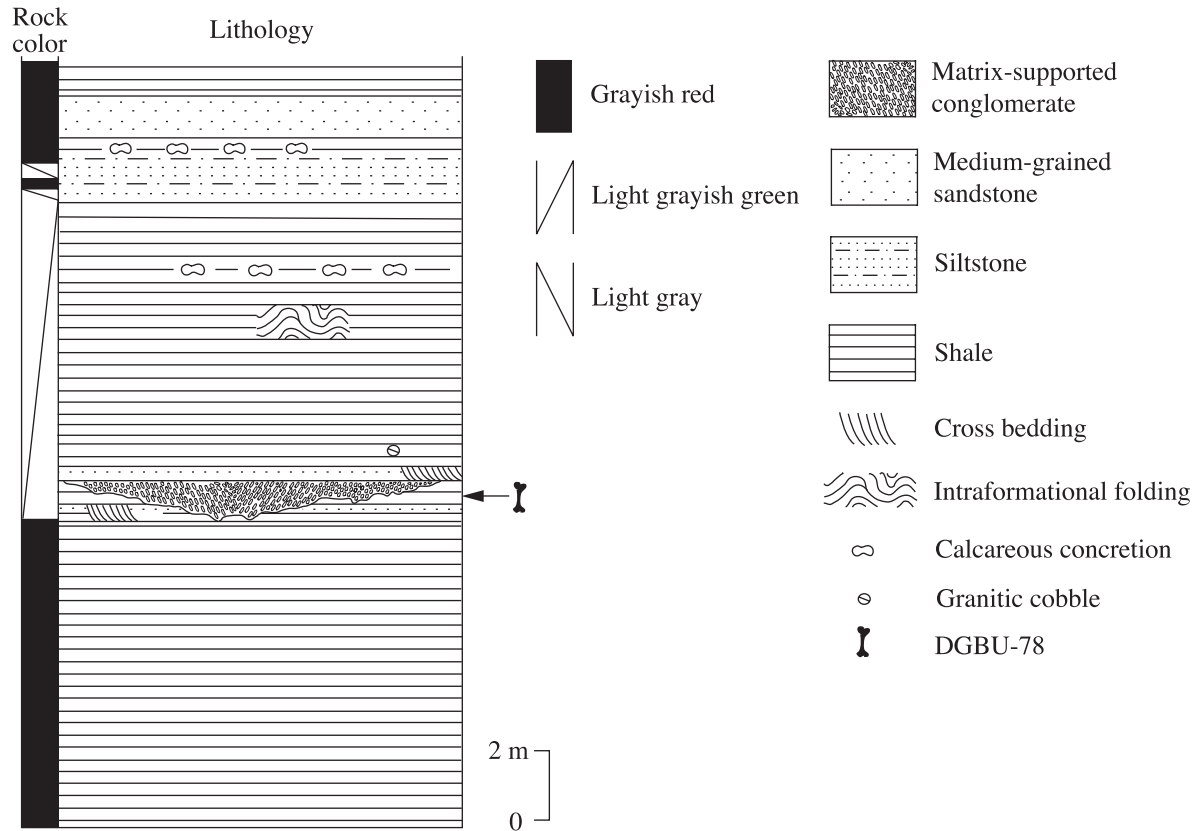 Rock
color
Lithology
Grayish red
Light grayish green
Light gray
Matrix-supported
conglomerate
Medium-grained
sandstone
Siltstone
Shale
Cross bedding
Intraformational folding
Calcareous concretion
Granitic cobble
DGBU-78
2 m
0